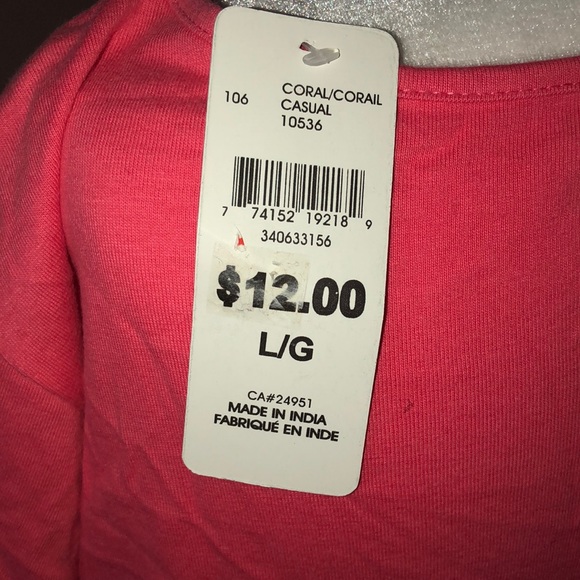 106
CORAL/CORAIL
CASUAL
10536
7 74152 19218 9
340633156
$12.00
L/G
CA#24951
MADE IN INDIA
FABRIQUÉ EN INDE